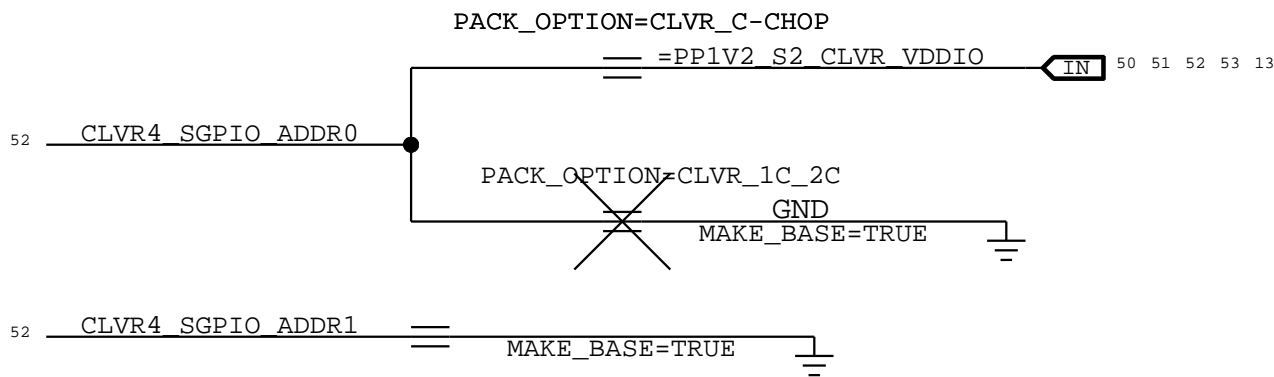 PACK_OPTION=CLVR_C-CHOP
=PP1V2_S2_CLVR_VDDIO IN 50 51 52 53 13
52 CLVR4_SGPIO_ADDR0
PACK_OPTION=CLVR_1C_2C
GND
MAKE_BASE=TRUE
52 CLVR4_SGPIO_ADDR1
MAKE_BASE=TRUE